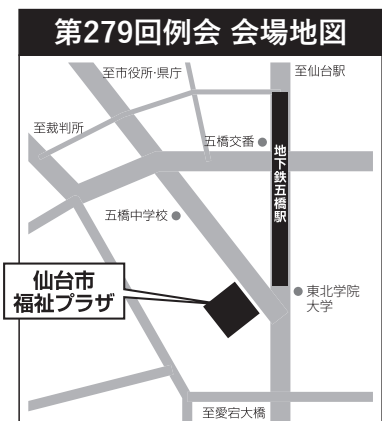 第279回例会 会場地図
至市役所・県庁
至仙台駅
至裁判所
五橋交番
地下鉄五橋駅
五橋中学校
仙台市
福祉プラザ
東北学院
大学
至愛宕大橋